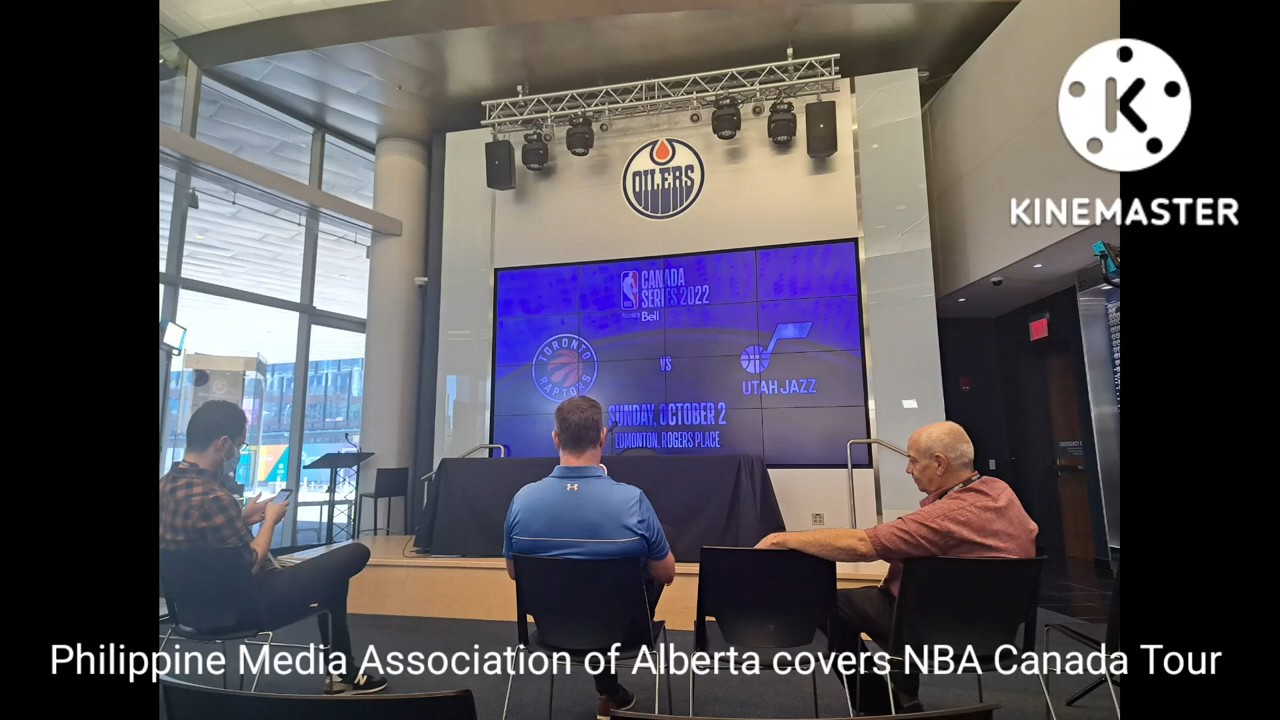 KINEMASTER
OILERS
CANADA
SERIES 2022
Bell
TORONTO
RAPTORS
VS
UTAH JAZZ
SUNDAY, OCTOBER 2
EDMONTON, ROGERS PLACE
Philippine Media Association of Alberta covers NBA Canada Tour